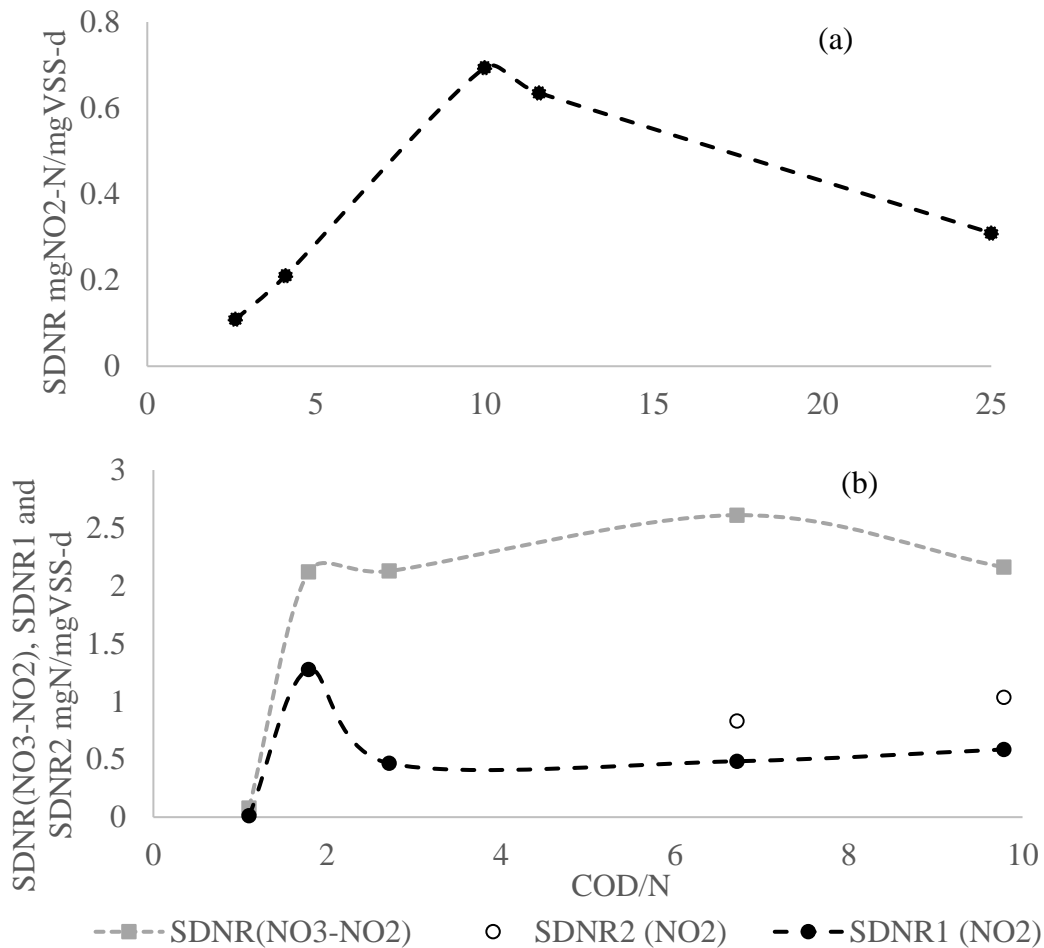 (a)
SDNR mgNO2-N/mgVSS-d
0.8
0.6
0.4
0.2
0
0 5 10 15 20 25
(b)
SDNR(NO3-NO2), SDNR1 and
SDNR2 mgN/mgVSS-d
3
2.5
2
1.5
1
0.5
0
0 2 4 6 8 10
COD/N
SDNR(NO3-NO2) SDNR2 (NO2) SDNR1 (NO2)